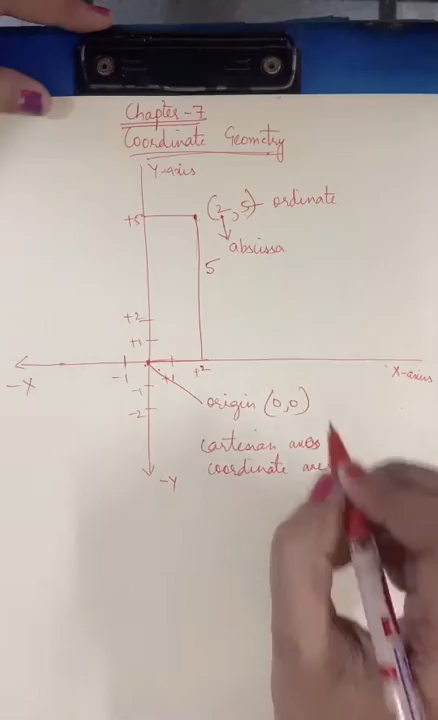 Chapter-7
Coordinate Geometry
Y-axis
+5
(2,5) ordinate
abscissa
5
+2
+1
-X
-1
+1
+2
X-axis
-1
-2
origin (0,0)
cartesian axes
coordinate
-Y